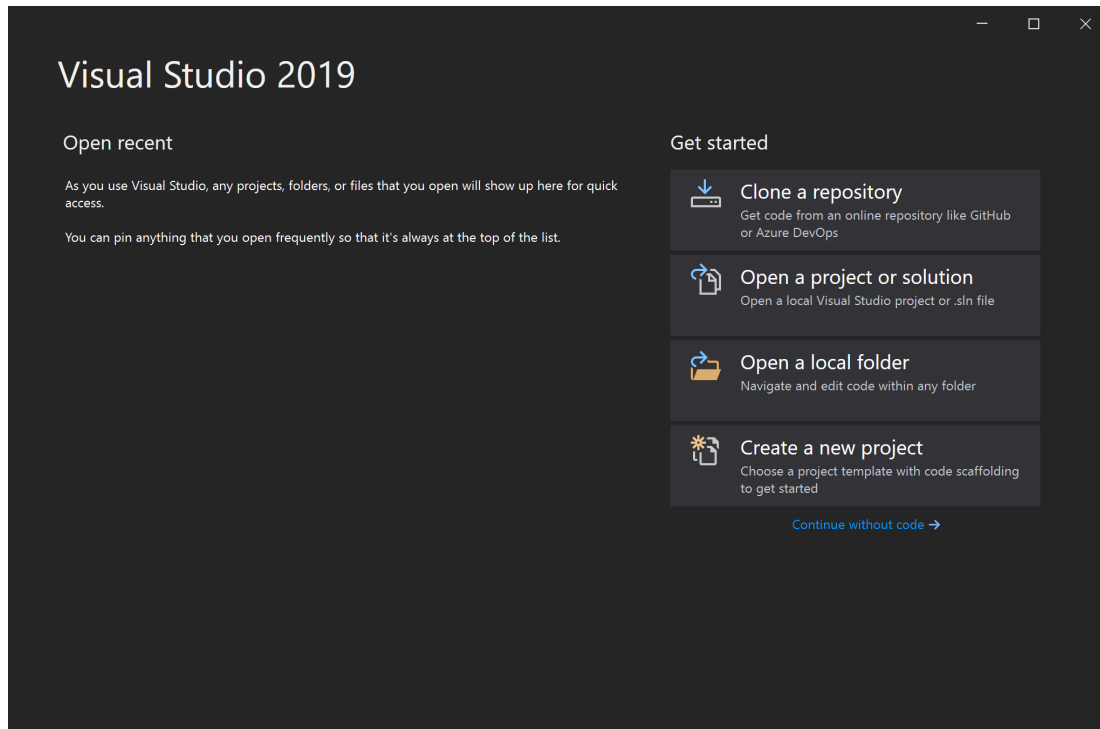 Visual Studio 2019
Open recent
As you use Visual Studio, any projects, folders, or files that you open will show up here for quick
access.
You can pin anything that you open frequently so that it's always at the top of the list.
Get started
Clone a repository
Get code from an online repository like GitHub
or Azure DevOps
Open a project or solution
Open a local Visual Studio project or .sln file
Open a local folder
Navigate and edit code within any folder
Create a new project
Choose a project template with code scaffolding
to get started
Continue without code →